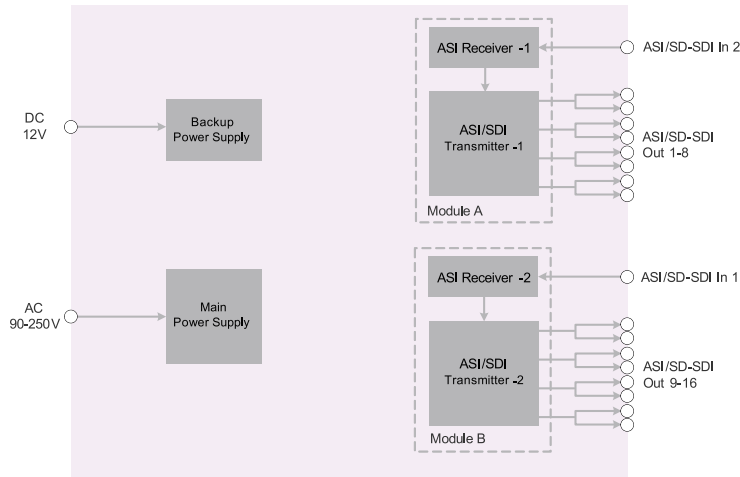 ASI Receiver -1
ASI/SD-SDI In 2
DC
12V
Backup
Power Supply
ASI/SDI
Transmitter -1
ASI/SD-SDI
Out 1-8
Module A
ASI Receiver -2
ASI/SD-SDI In 1
AC
90-250V
Main
Power Supply
ASI/SDI
Transmitter -2
ASI/SD-SDI
Out 9-16
Module B